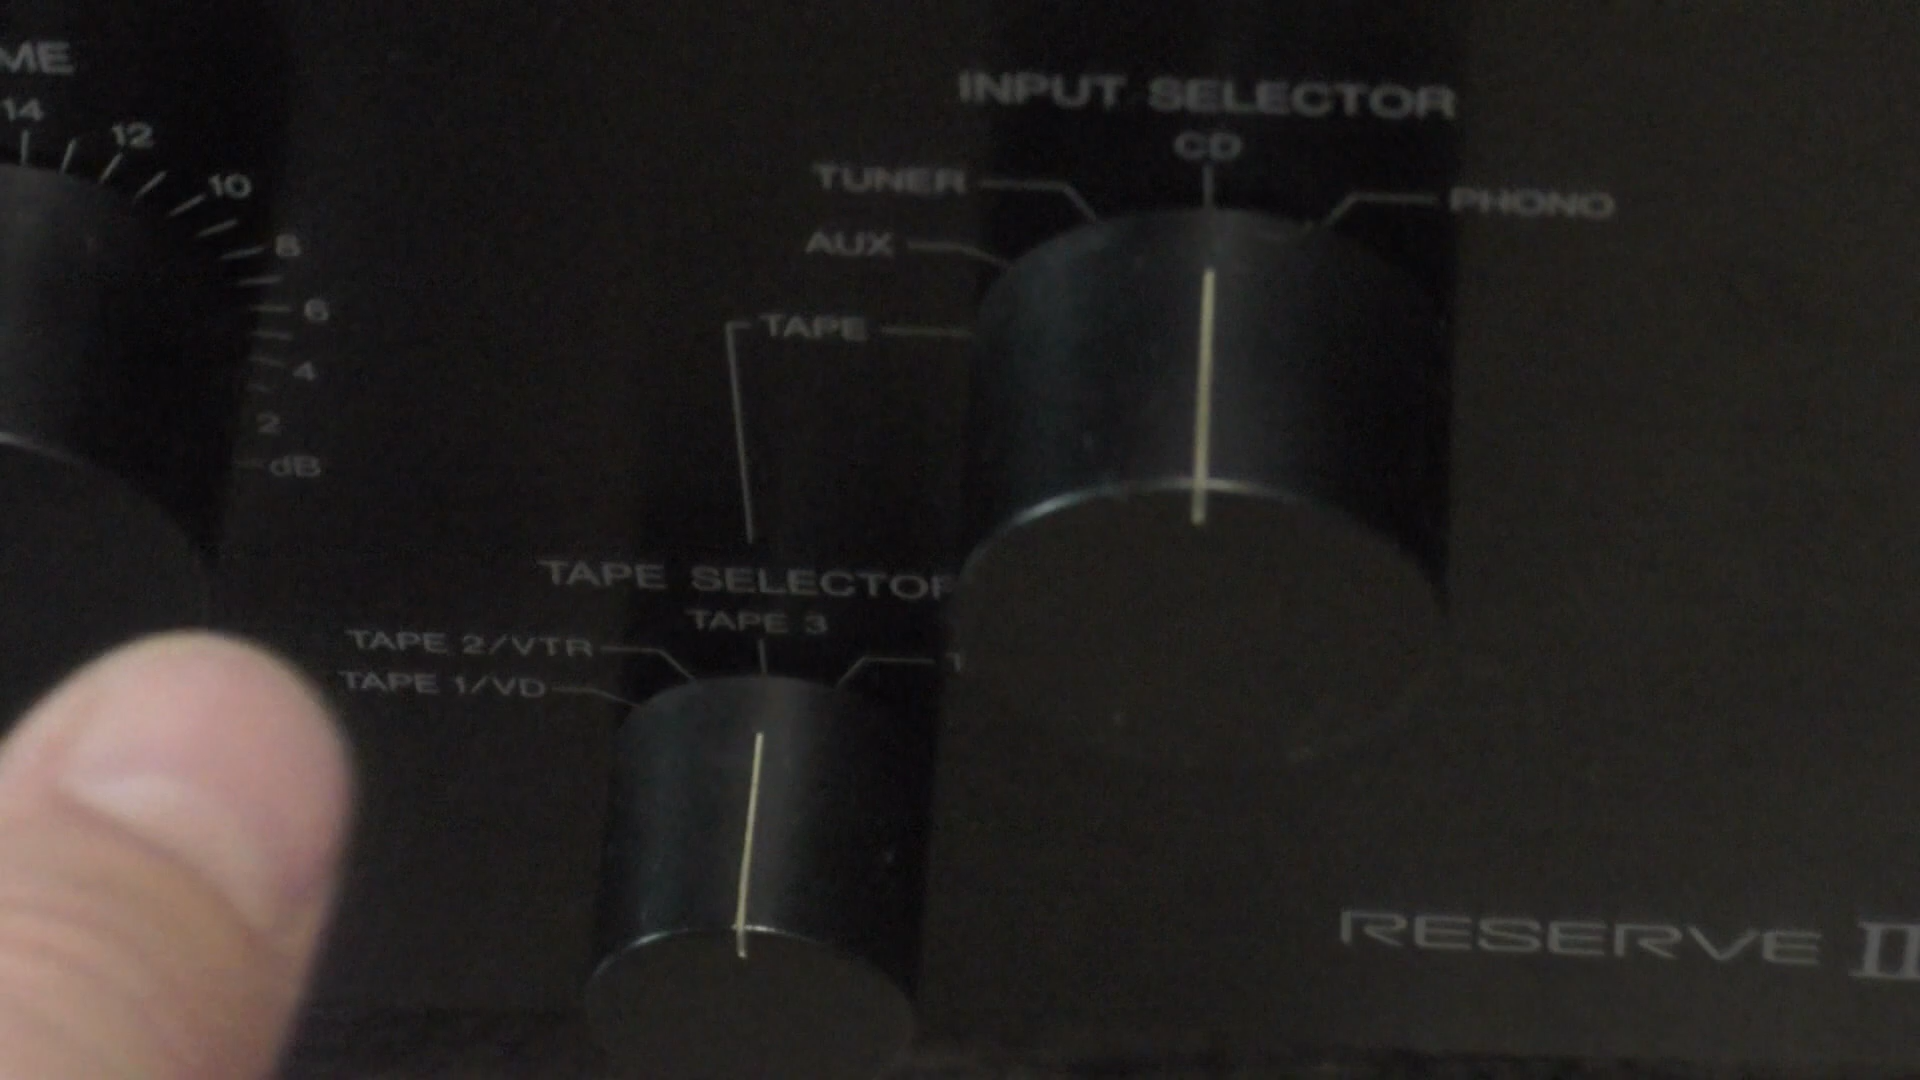 ME
14
12
10
8
6
4
2
dB
INPUT SELECTOR
CD
TUNER
PHONO
AUX
TAPE
TAPE SELECTOR
TAPE 3
TAPE 2/VTR
TAPE 1/VD
RESERVE II